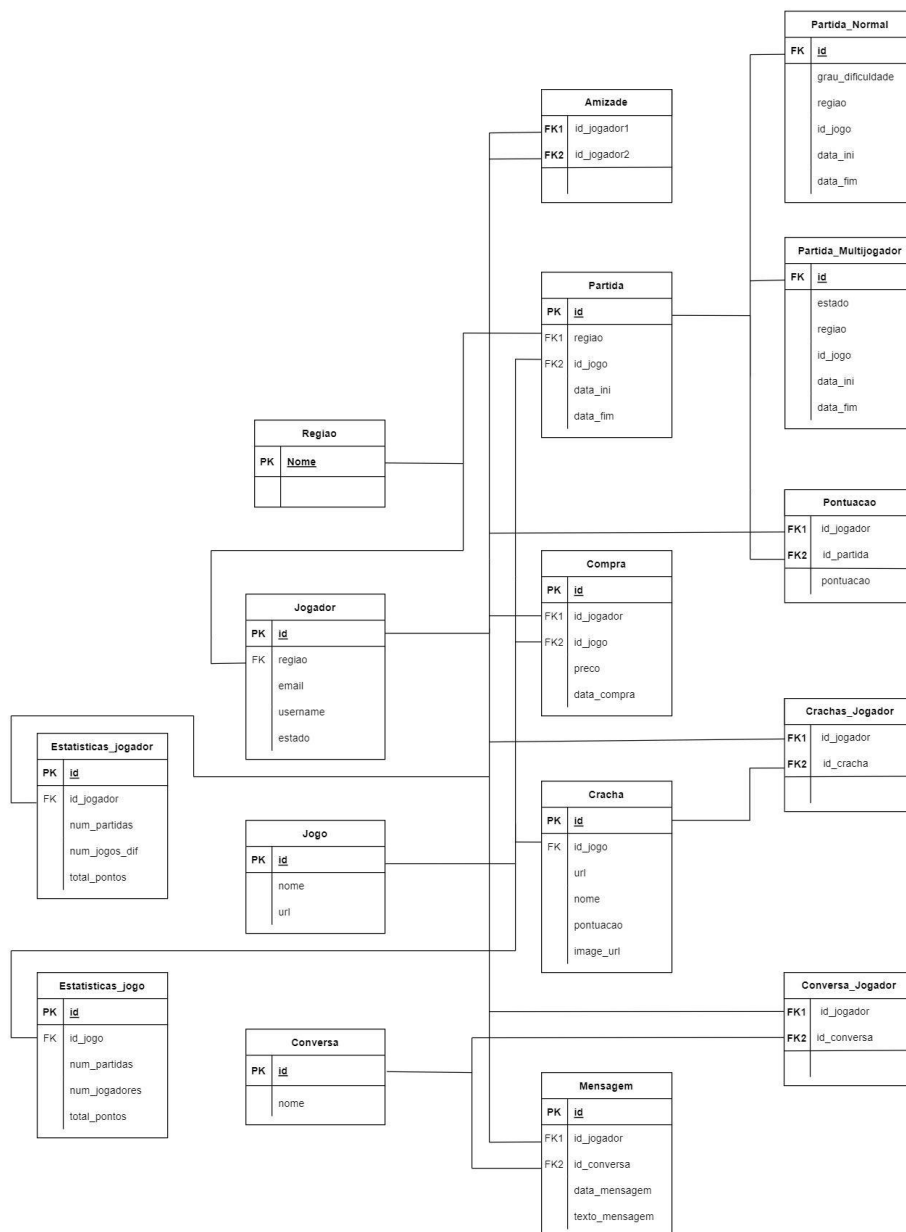 Partida_Normal
FK id
grau_dificuldade
regiao
id_jogo
data_ini
data_fim
Amizade
FK1 id_jogador1
FK2 id_jogador2
Partida_Multijogador
FK id
estado
regiao
id_jogo
data_ini
data_fim
Partida
PK id
FK1 regiao
FK2 id_jogo
data_ini
data_fim
Regiao
PK Nome
Pontuacao
FK1 id_jogador
FK2 id_partida
pontuacao
Compra
PK id
FK1 id_jogador
FK2 id_jogo
preco
data_compra
Jogador
PK id
FK regiao
email
username
estado
Crachas_Jogador
FK1 id_jogador
FK2 id_cracha
Estatisticas_jogador
PK id
FK id_jogador
num_partidas
num_jogos_dif
total_pontos
Cracha
PK id
FK id_jogo
url
nome
pontuacao
image_url
Jogo
PK id
nome
url
Estatisticas_jogo
PK id
FK id_jogo
num_partidas
num_jogadores
total_pontos
Conversa_Jogador
FK1 id_jogador
FK2 id_conversa
Conversa
PK id
nome
Mensagem
PK id
FK1 id_jogador
FK2 id_conversa
data_mensagem
texto_mensagem